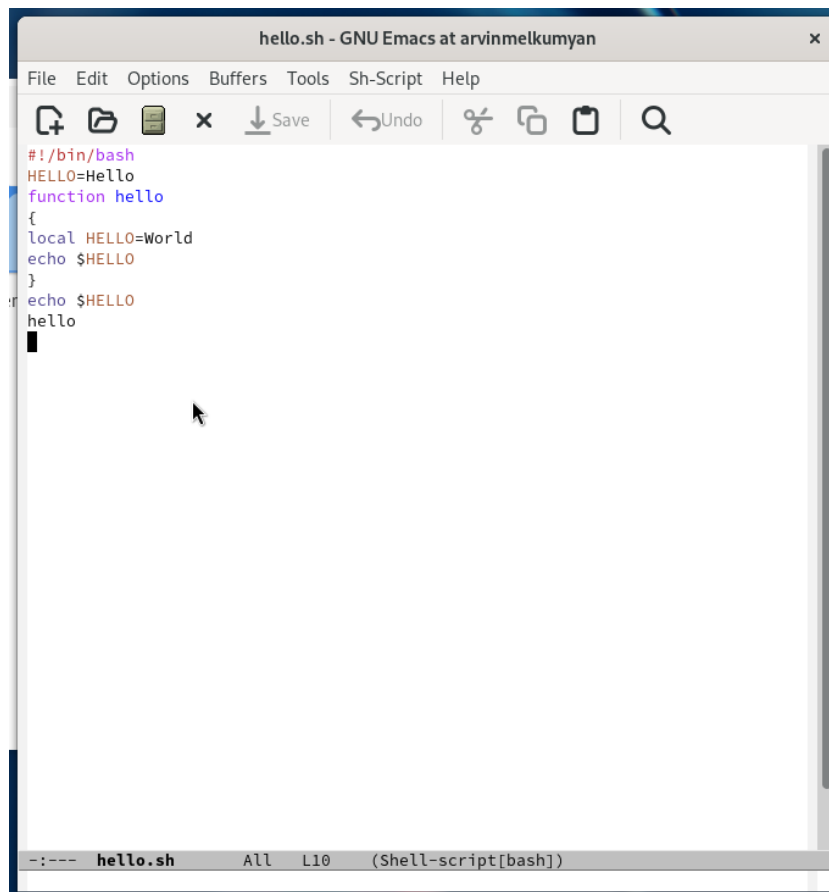 hello.sh - GNU Emacs at arvinmelkumyan
File Edit Options Buffers Tools Sh-Script Help
Save Undo
#!/bin/bash
HELLO=Hello
function hello
{
local HELLO=World
echo $HELLO
}
echo $HELLO
hello
-:--- hello.sh All L10 (Shell-script[bash])